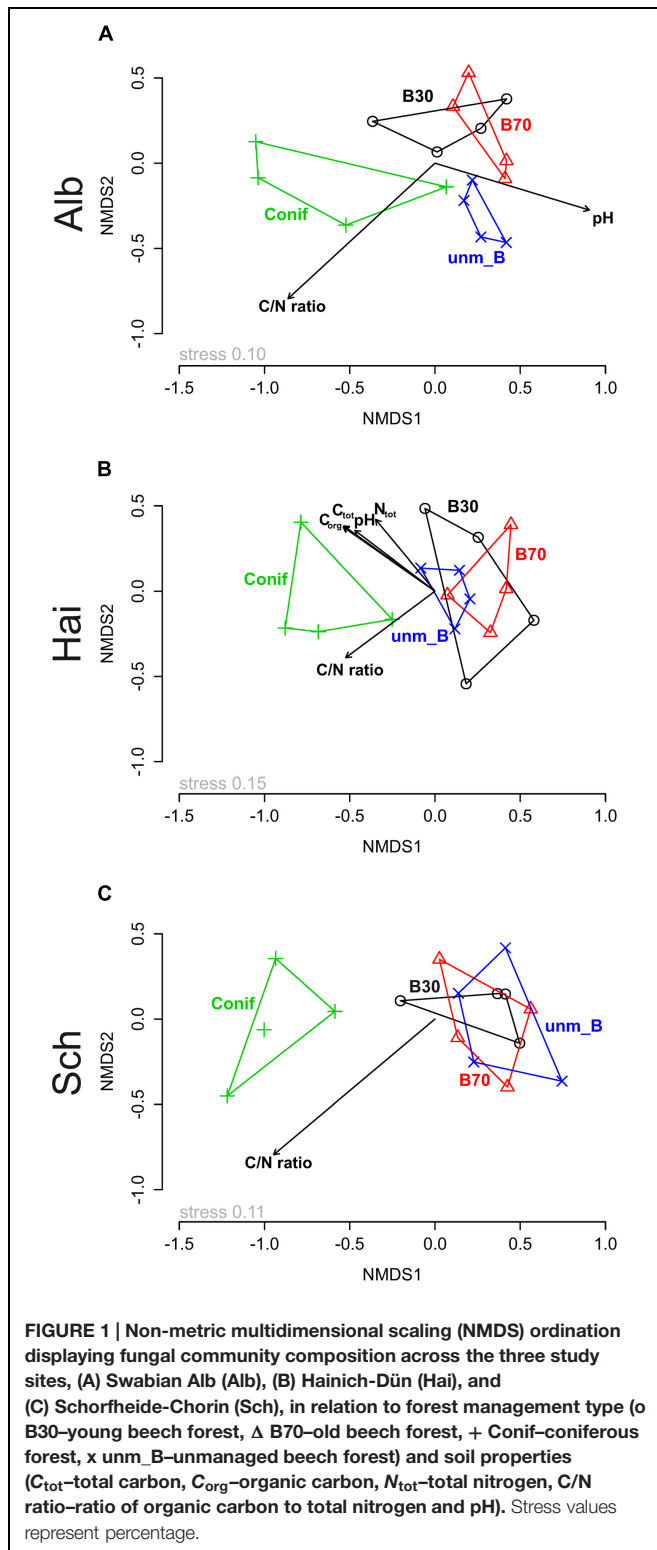 A
Alb
NMDS2
0.5
0.0
-0.5
-1.0
B30
B70
Conif
pH
unm_B
C/N ratio
stress 0.10
-1.5 -1.0 -0.5 0.0 0.5 1.0
NMDS1
B
Hai
NMDS2
0.5
0.0
-0.5
-1.0
B30
C_tot pH N_tot
C_org
B70
Conif
unm_B
C/N ratio
stress 0.15
-1.5 -1.0 -0.5 0.0 0.5 1.0
NMDS1
C
Sch
NMDS2
0.5
0.0
-0.5
-1.0
Conif
B30
unm_B
B70
C/N ratio
stress 0.11
-1.5 -1.0 -0.5 0.0 0.5 1.0
NMDS1
FIGURE 1 | Non-metric multidimensional scaling (NMDS) ordination
displaying fungal community composition across the three study
sites, (A) Swabian Alb (Alb), (B) Hainich-Dün (Hai), and
(C) Schorfheide-Chorin (Sch), in relation to forest management type (o
B30–young beech forest, Δ B70–old beech forest, + Conif–coniferous
forest, x unm_B–unmanaged beech forest) and soil properties
(C_tot–total carbon, C_org–organic carbon, N_tot–total nitrogen, C/N
ratio–ratio of organic carbon to total nitrogen and pH). Stress values
represent percentage.